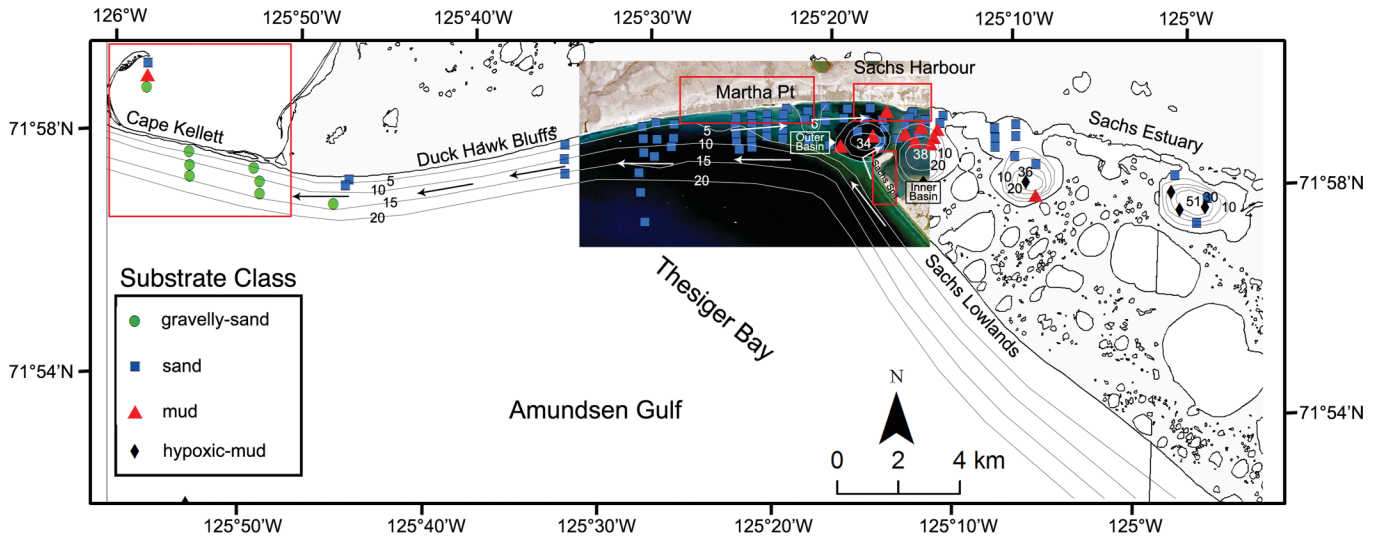 126°W
125°50'W
125°40'W
125°30'W
125°20'W
125°10'W
125°W
71°58'N
71°54'N
Cape Kellett
Duck Hawk Bluffs
Martha Pt
Sachs Harbour
Sachs Estuary
5
10
15
20
5
10
15
20
5
Outer
Basin
34
Sachs Spit
38
10
20
Inner
Basin
36
10
20
51
30
10
Sachs Lowlands
Thesiger Bay
Amundsen Gulf
Substrate Class
gravelly-sand
sand
mud
hypoxic-mud
N
0 2 4 km
71°58'N
71°54'N
125°50'W
125°40'W
125°30'W
125°20'W
125°10'W
125°W